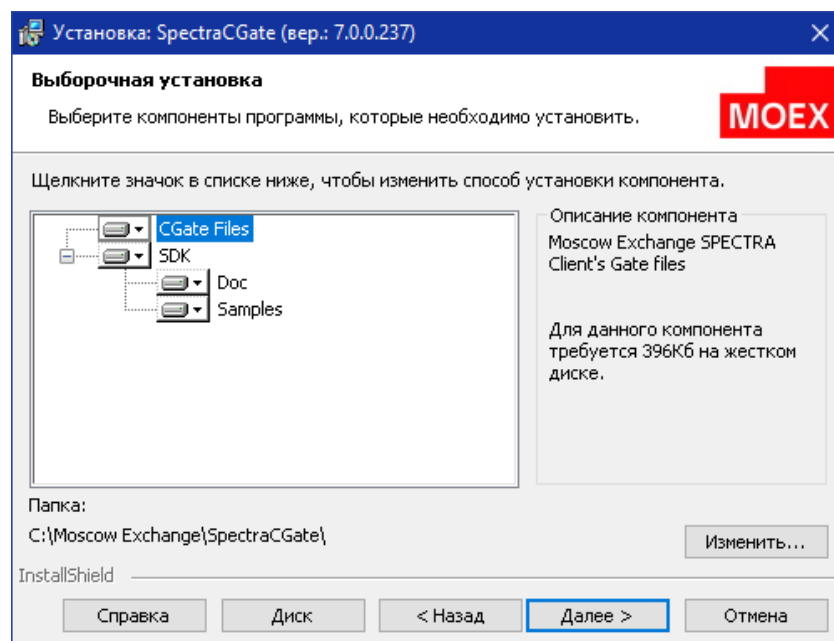 Установка: SpectraCGate (вер.: 7.0.0.237)
Выборочная установка
Выберите компоненты программы, которые необходимо установить.
MOEX
Щелкните значок в списке ниже, чтобы изменить способ установки компонента.
CGate Files
SDK
Doc
Samples
Описание компонента
Moscow Exchange SPECTRA
Client's Gate files
Для данного компонента
требуется 396Кб на жестком
диске.
Папка:
C:\Moscow Exchange\SpectraCGate\
Изменить...
InstallShield
Справка
Диск
< Назад
Далее >
Отмена